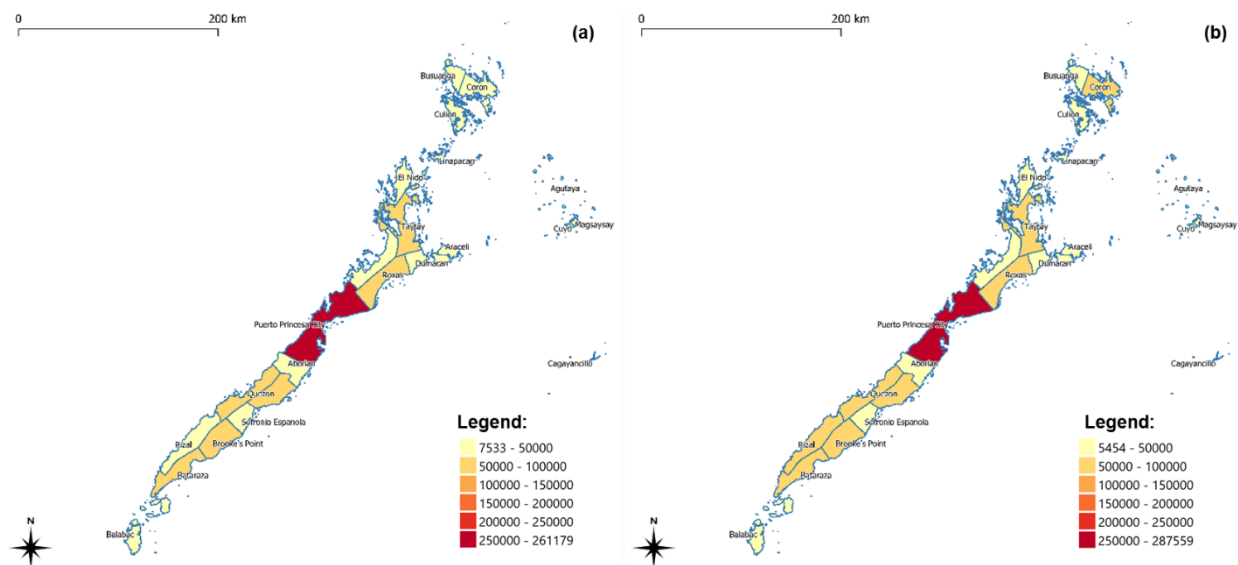 0 200 km
(a)
Busuanga
Coron
Culion
Linapacan
El Nido
Agutaya
Magsaysay
Cuyo
Taytay
Araceli
Dumaran
Roxas
Puerto Princesa City
Cagayancillo
Aborlan
Quezon
Sofronio Espanola
Rizal
Brooke's Point
Bataraza
Balabac
N
Legend:
7533 - 50000
50000 - 100000
100000 - 150000
150000 - 200000
200000 - 250000
250000 - 261179
0 200 km
(b)
Busuanga
Coron
Culion
Linapacan
El Nido
Agutaya
Magsaysay
Cuyo
Taytay
Araceli
Dumaran
Roxas
Puerto Princesa City
Cagayancillo
Aborlan
Quezon
Sofronio Espanola
Rizal
Brooke's Point
Bataraza
Balabac
N
Legend:
5454 - 50000
50000 - 100000
100000 - 150000
150000 - 200000
200000 - 250000
250000 - 287559